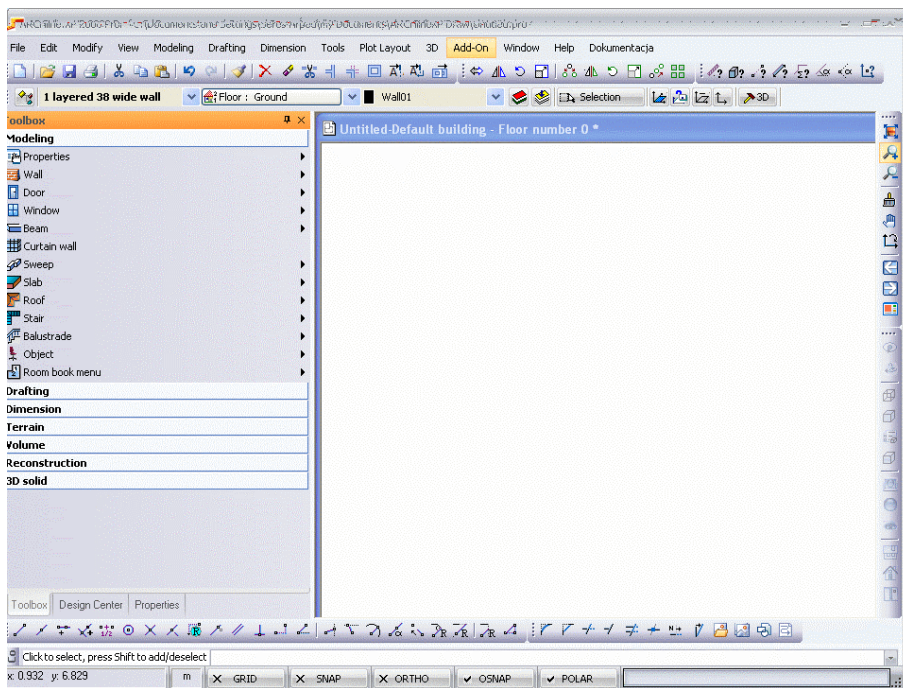 File Edit Modify View Modeling Drafting Dimension Tools Plot Layout 3D Add-On Window Help Dokumentacja
1 layered 38 wide wall Floor : Ground Wall01 Selection 3D
oolbox
Modeling
Untitled-Default building - Floor number 0 *
Properties
Wall
Door
Window
Beam
Curtain wall
Sweep
Slab
Roof
Stair
Balustrade
Object
Room book menu
Drafting
Dimension
Terrain
Volume
Reconstruction
3D solid
Toolbox Design Center Properties
Click to select, press Shift to add/deselect
x: 0.932 y: 6.829 m GRID SNAP ORTHO OSNAP POLAR